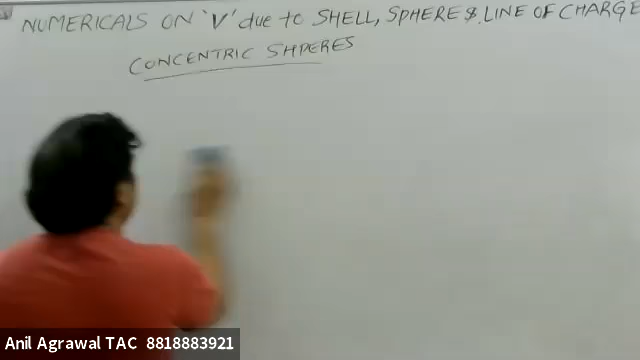 NUMERICALS ON 'V' due to SHELL, SPHERE & LINE OF CHARGE
CONCENTRIC SHPERES
Anil Agrawal TAC 8818883921